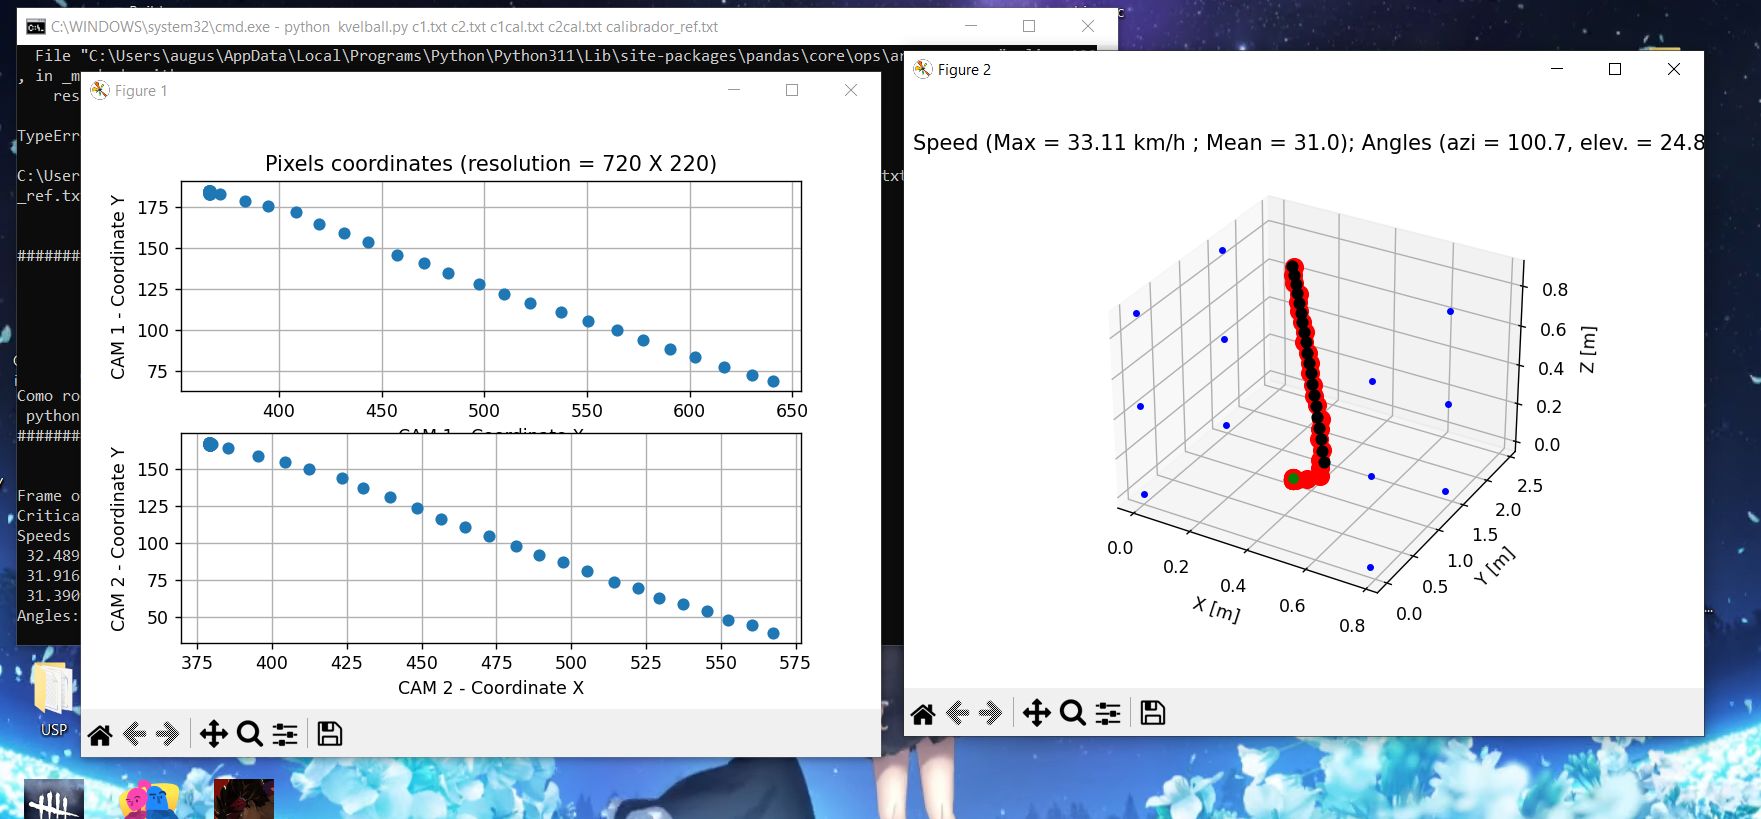 C:\WINDOWS\system32\cmd.exe - python  kvelball.py c1.txt c2.txt c1cal.txt c2cal.txt calibrador_ref.txt
File "C:\Users\augus\AppData\Local\Programs\Python\Python311\Lib\site-packages\pandas\core\ops\ar
, in _m
res
TypeErr
C:\User
_ref.tx
txt
########
Como ro
python
########
Frame o
Critica
Speeds
32.489
31.916
31.390
Angles:
Figure 1
Pixels coordinates (resolution = 720 X 220)
CAM 1 - Coordinate Y
175
150
125
100
75
400 450 500 550 600 650
CAM 1 - Coordinate X
CAM 2 - Coordinate Y
150
125
100
75
50
375 400 425 450 475 500 525 550 575
CAM 2 - Coordinate X
Figure 2
Speed (Max = 33.11 km/h ; Mean = 31.0); Angles (azi = 100.7, elev. = 24.8
0.8
0.6
0.4
0.2
0.0
Z [m]
2.5
2.0
1.5
1.0
0.5
0.0
Y [m]
0.0
0.2
0.4
0.6
0.8
X [m]
USP